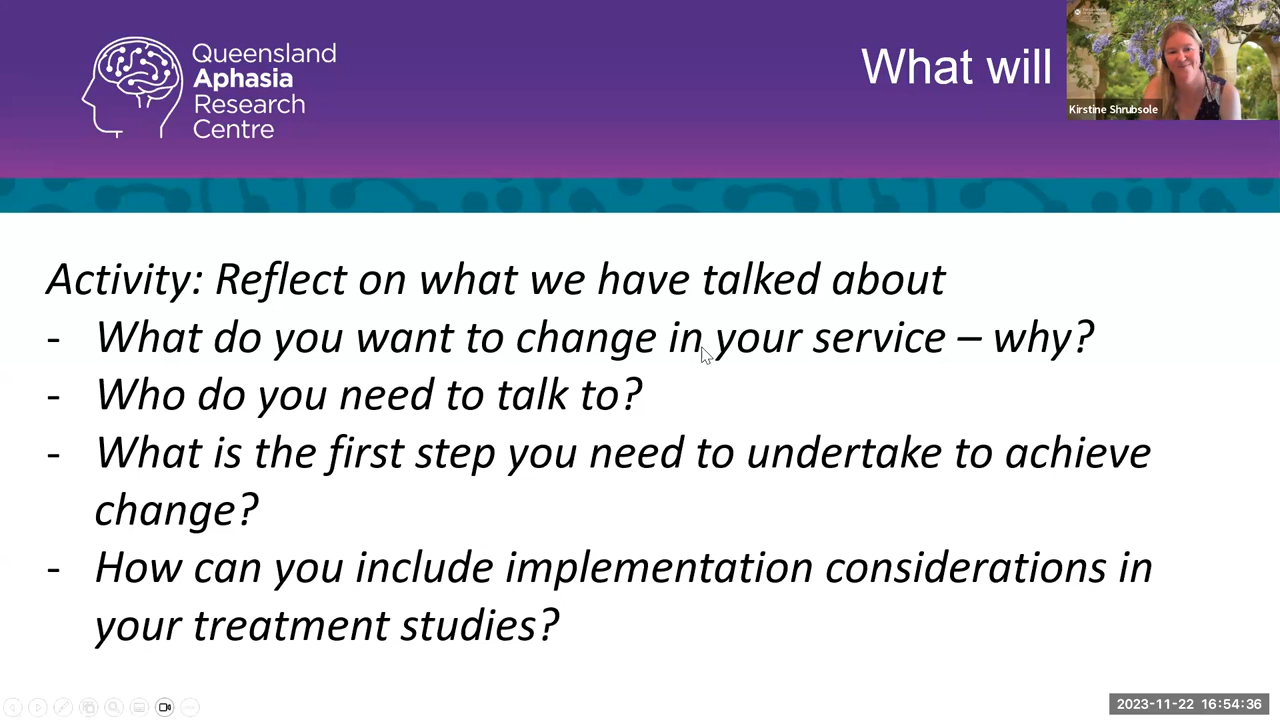 Queensland
Aphasia
Research
Centre
What will
Kirstine Shrubsole
Activity: Reflect on what we have talked about
- What do you want to change in your service – why?
- Who do you need to talk to?
- What is the first step you need to undertake to achieve
change?
- How can you include implementation considerations in
your treatment studies?
2023-11-22 16:54:36